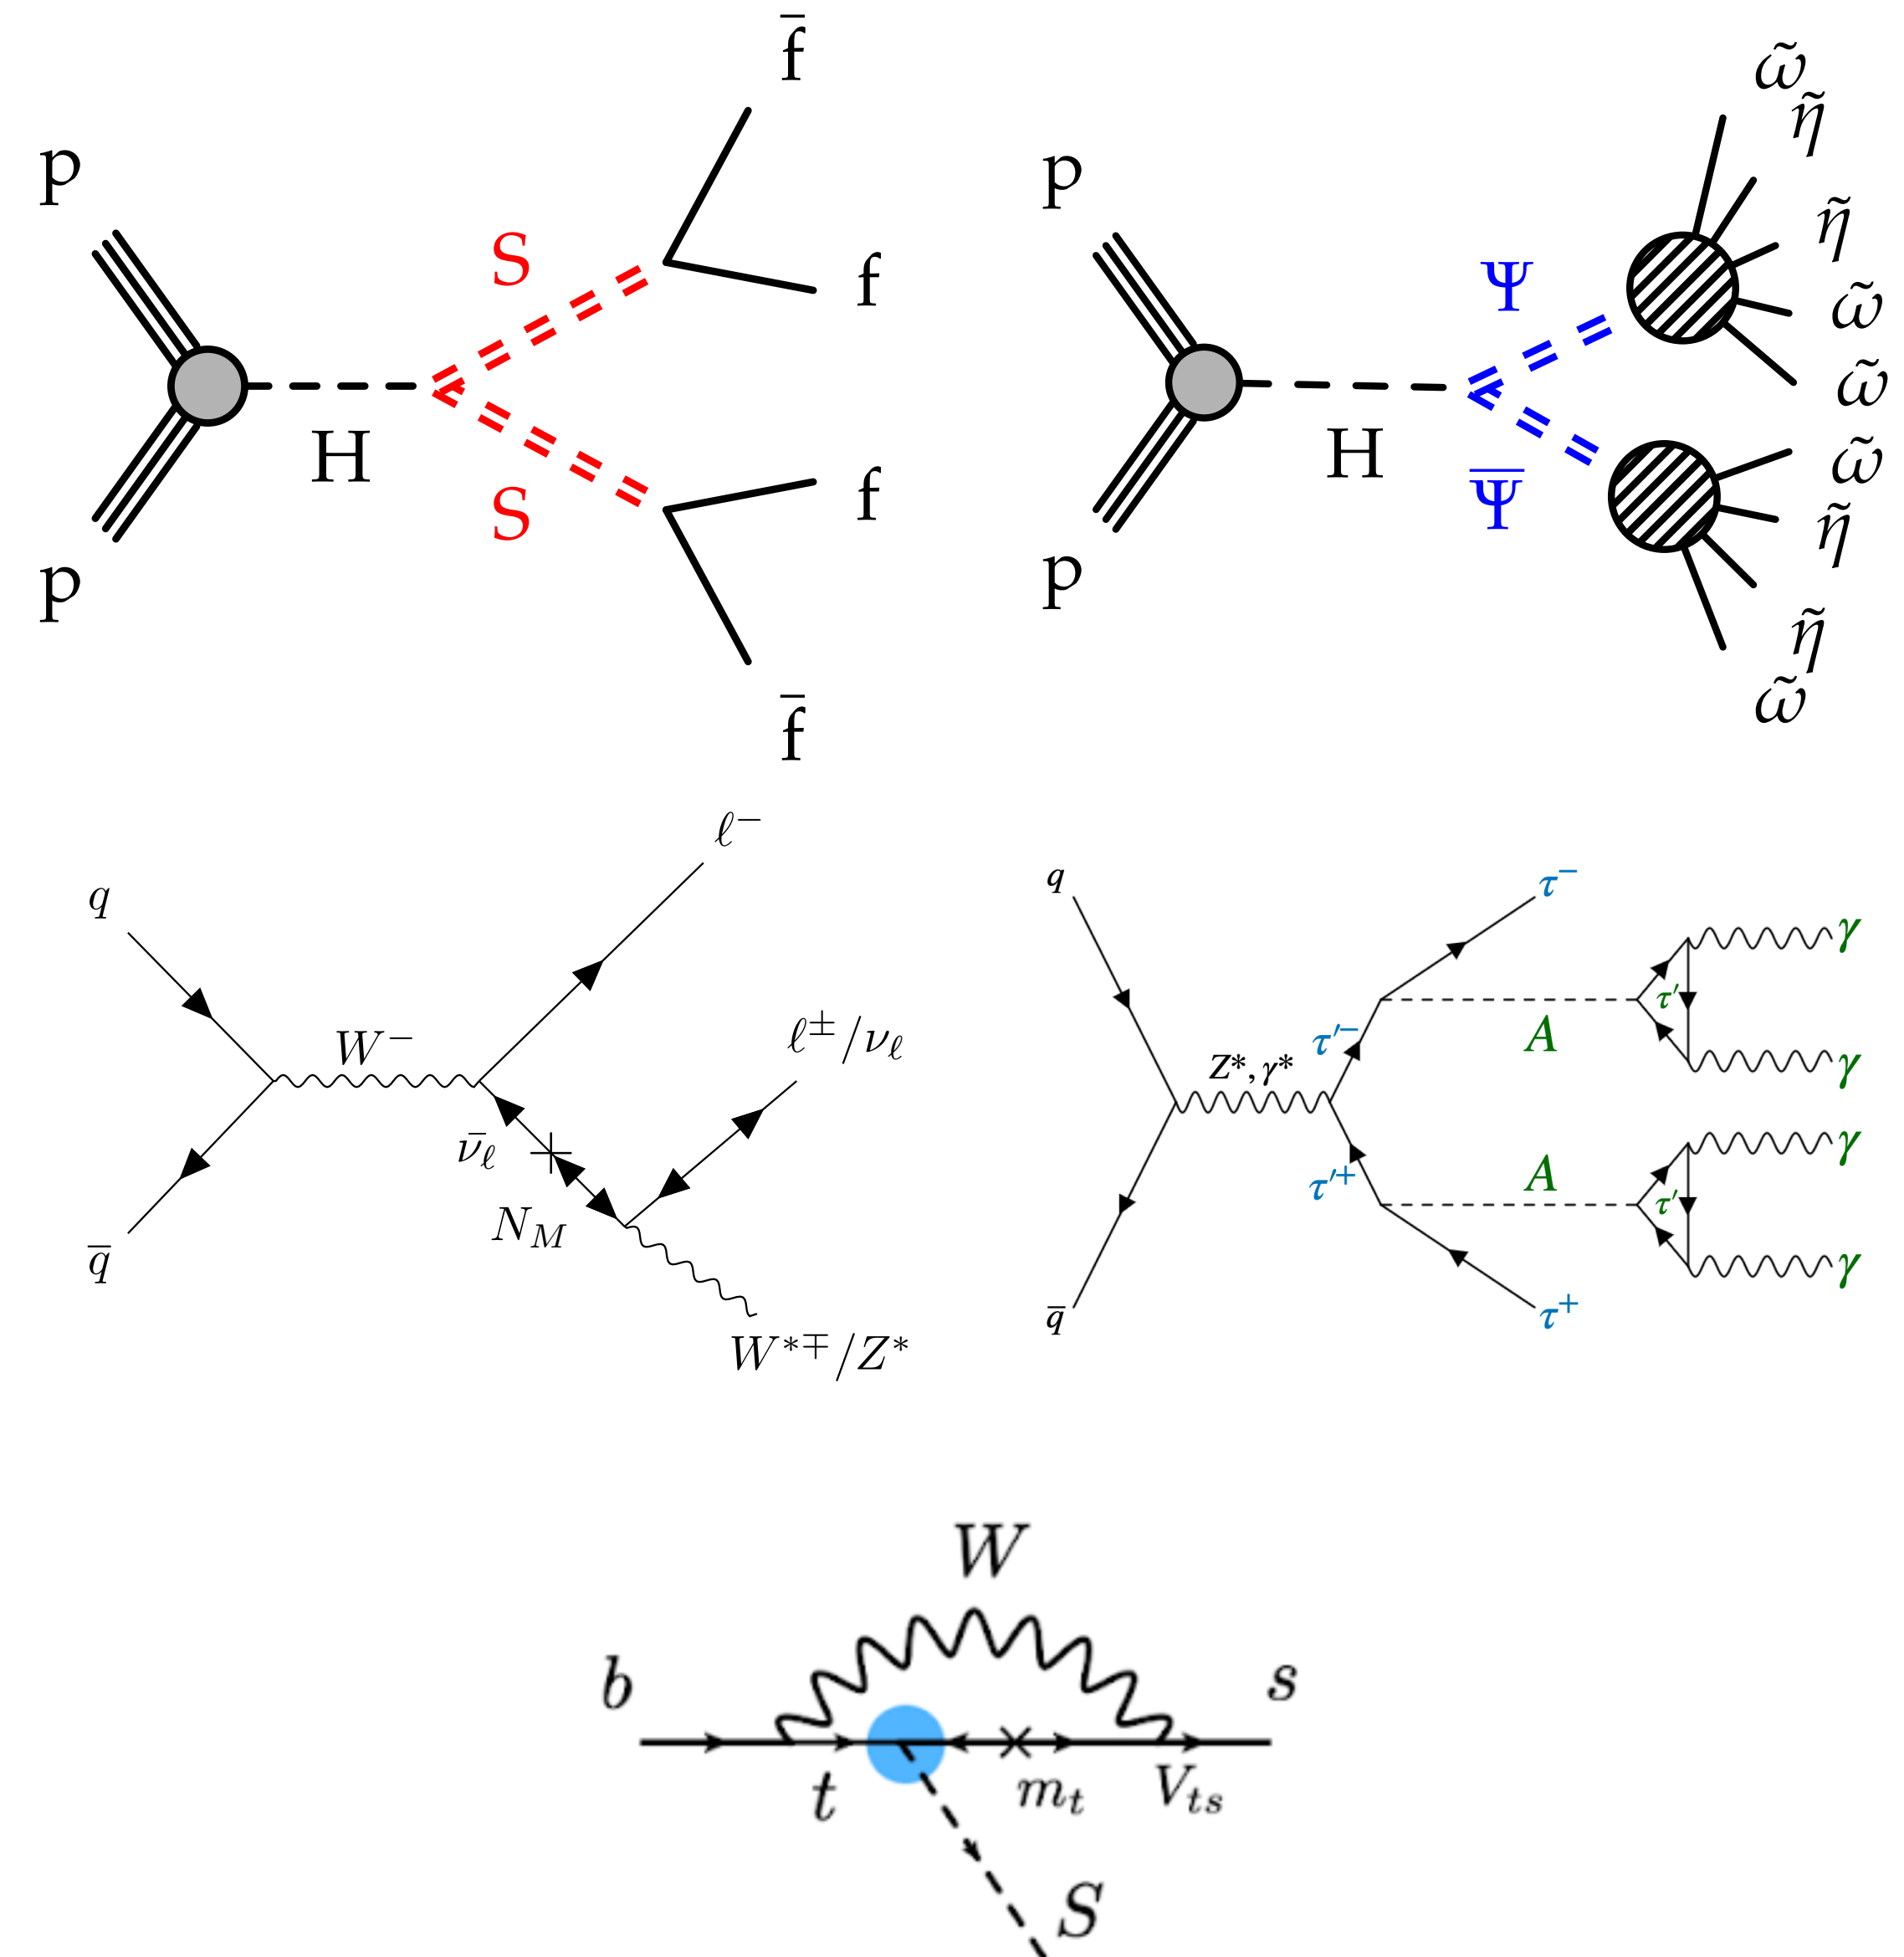 f̄
p
S
f
H
S
f
p
f̄
ω̃
η̃
p
η̃
Ψ
ω̃
ω̃
H
ω̃
Ψ̅
η̃
p
η̃
ω̃
ℓ⁻
q
W⁻
ℓ±/ν_ℓ
ν̄_ℓ
N_M
q̅
W*∓/Z*
q
τ⁻
γ
τ′
τ′⁻
A
Z*, γ*
γ
γ
τ′⁺
A
τ′
γ
q̅
τ⁺
W
b
s
t
m_t
V_ts
S